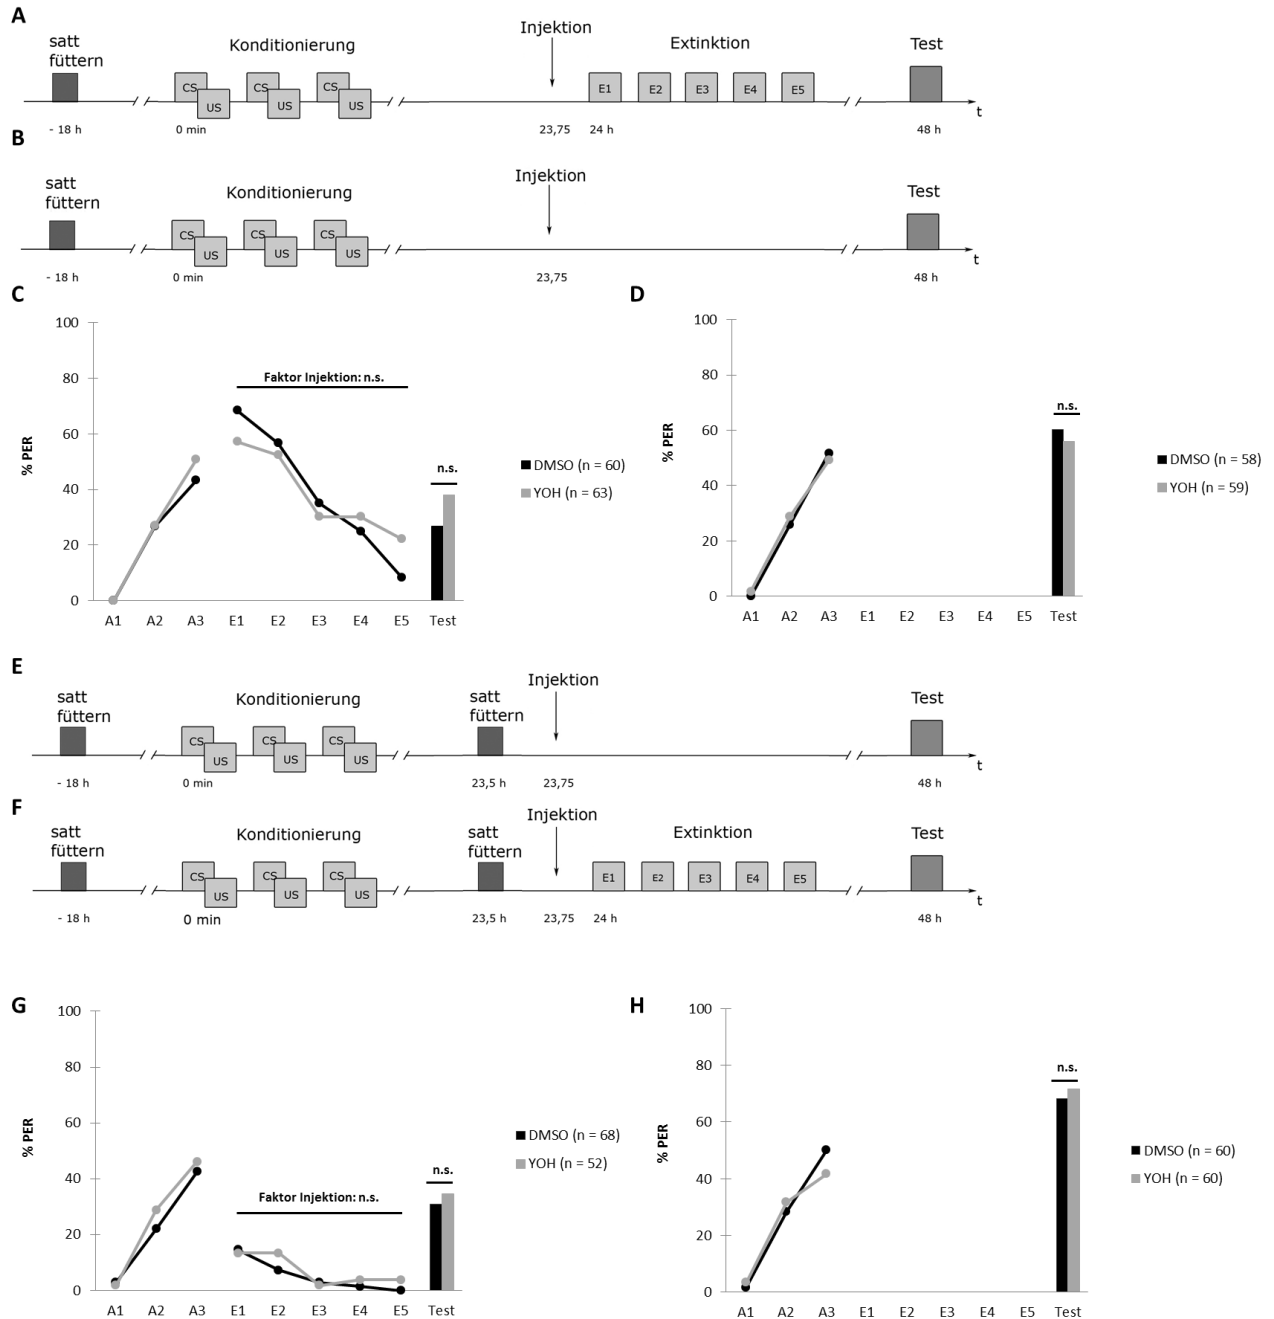 A
satt
füttern
Konditionierung
Injektion
Extinktion
Test
CS
US
CS
US
CS
US
E1
E2
E3
E4
E5
t
- 18 h
0 min
23,75
24 h
48 h
B
satt
füttern
Konditionierung
Injektion
Test
CS
US
CS
US
CS
US
t
- 18 h
0 min
23,75
48 h
C
% PER
100
80
60
40
20
0
Faktor Injektion: n.s.
n.s.
DMSO (n = 60)
YOH (n = 63)
A1 A2 A3 E1 E2 E3 E4 E5 Test
D
% PER
100
80
60
40
20
0
n.s.
DMSO (n = 58)
YOH (n = 59)
A1 A2 A3 E1 E2 E3 E4 E5 Test
E
satt
füttern
Konditionierung
satt
füttern
Injektion
Test
CS
US
CS
US
CS
US
t
- 18 h
0 min
23,5 h
23,75
48 h
F
satt
füttern
Konditionierung
satt
füttern
Injektion
Extinktion
Test
CS
US
CS
US
CS
US
E1
E2
E3
E4
E5
t
- 18 h
0 min
23,5 h
23,75
24 h
48 h
G
% PER
100
80
60
40
20
0
Faktor Injektion: n.s.
n.s.
DMSO (n = 68)
YOH (n = 52)
A1 A2 A3 E1 E2 E3 E4 E5 Test
H
% PER
100
80
60
40
20
0
n.s.
DMSO (n = 60)
YOH (n = 60)
A1 A2 A3 E1 E2 E3 E4 E5 Test